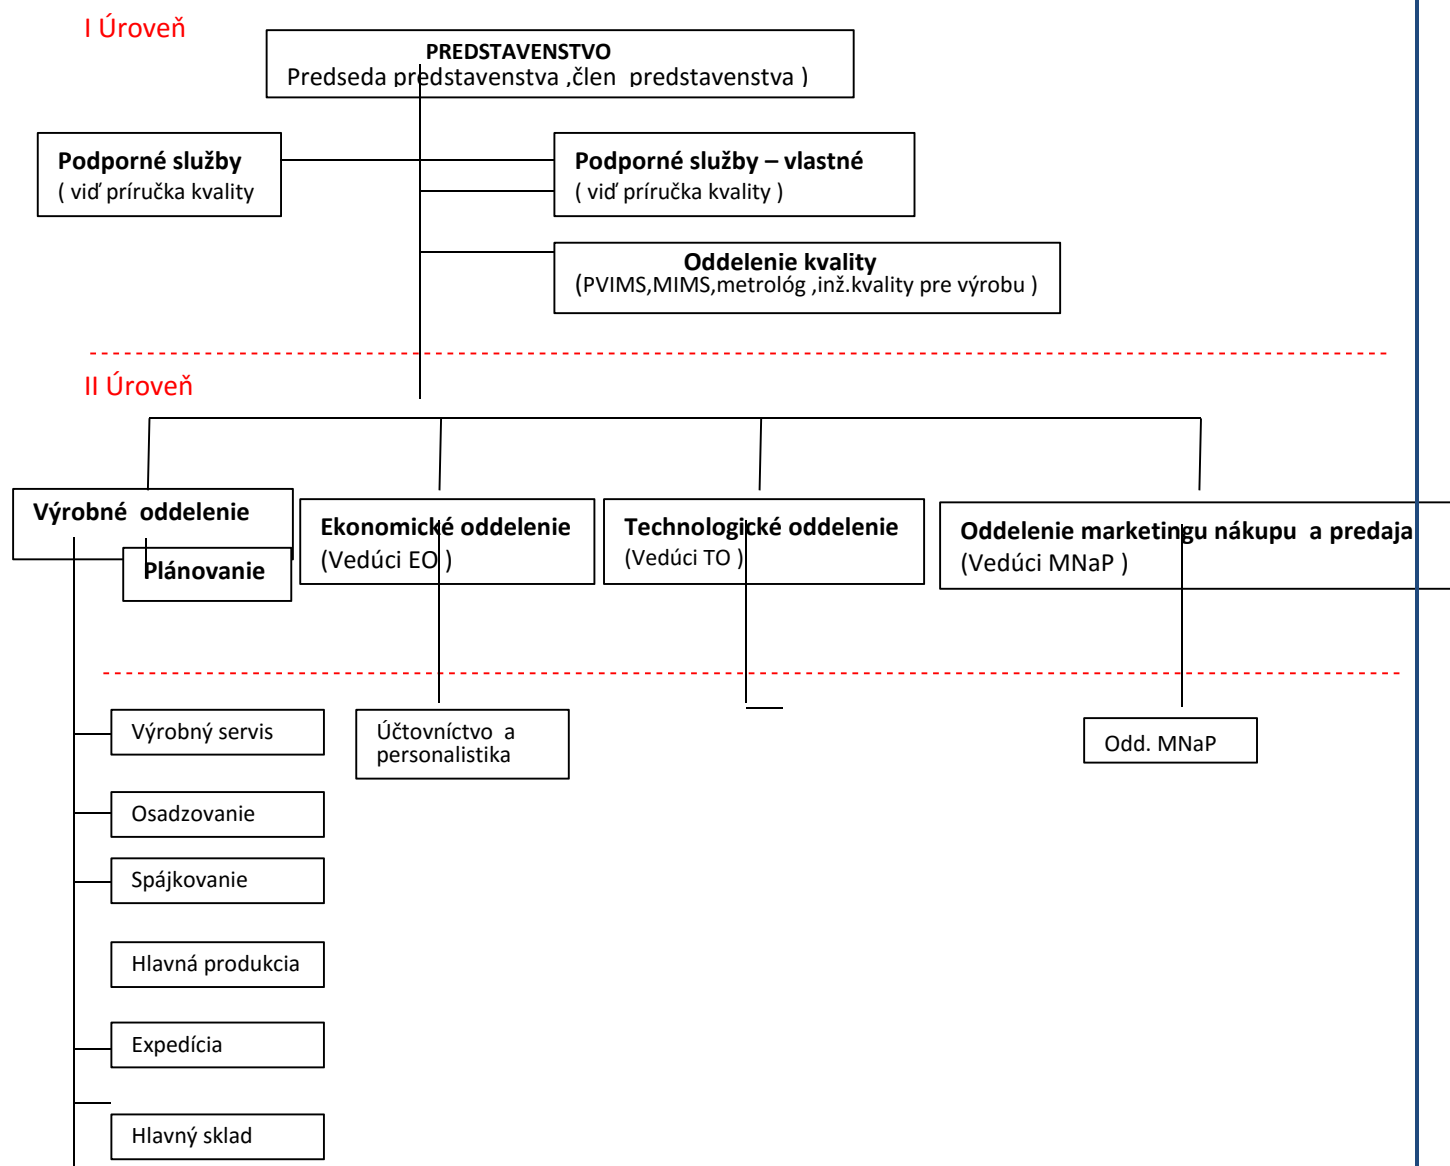 I Úroveň
PREDSTAVENSTVO
Predseda predstavenstva ,člen predstavenstva )
Podporné služby
( viď príručka kvality
Podporné služby – vlastné
( viď príručka kvality )
Oddelenie kvality
(PVIMS,MIMS,metrológ ,inž.kvality pre výrobu )
II Úroveň
Výrobné oddelenie
Plánovanie
Ekonomické oddelenie
(Vedúci EO )
Technologické oddelenie
(Vedúci TO )
Oddelenie marketingu nákupu a predaja
(Vedúci MNaP )
Výrobný servis
Účtovníctvo a
personalistika
Odd. MNaP
Osadzovanie
Spájkovanie
Hlavná produkcia
Expedícia
Hlavný sklad